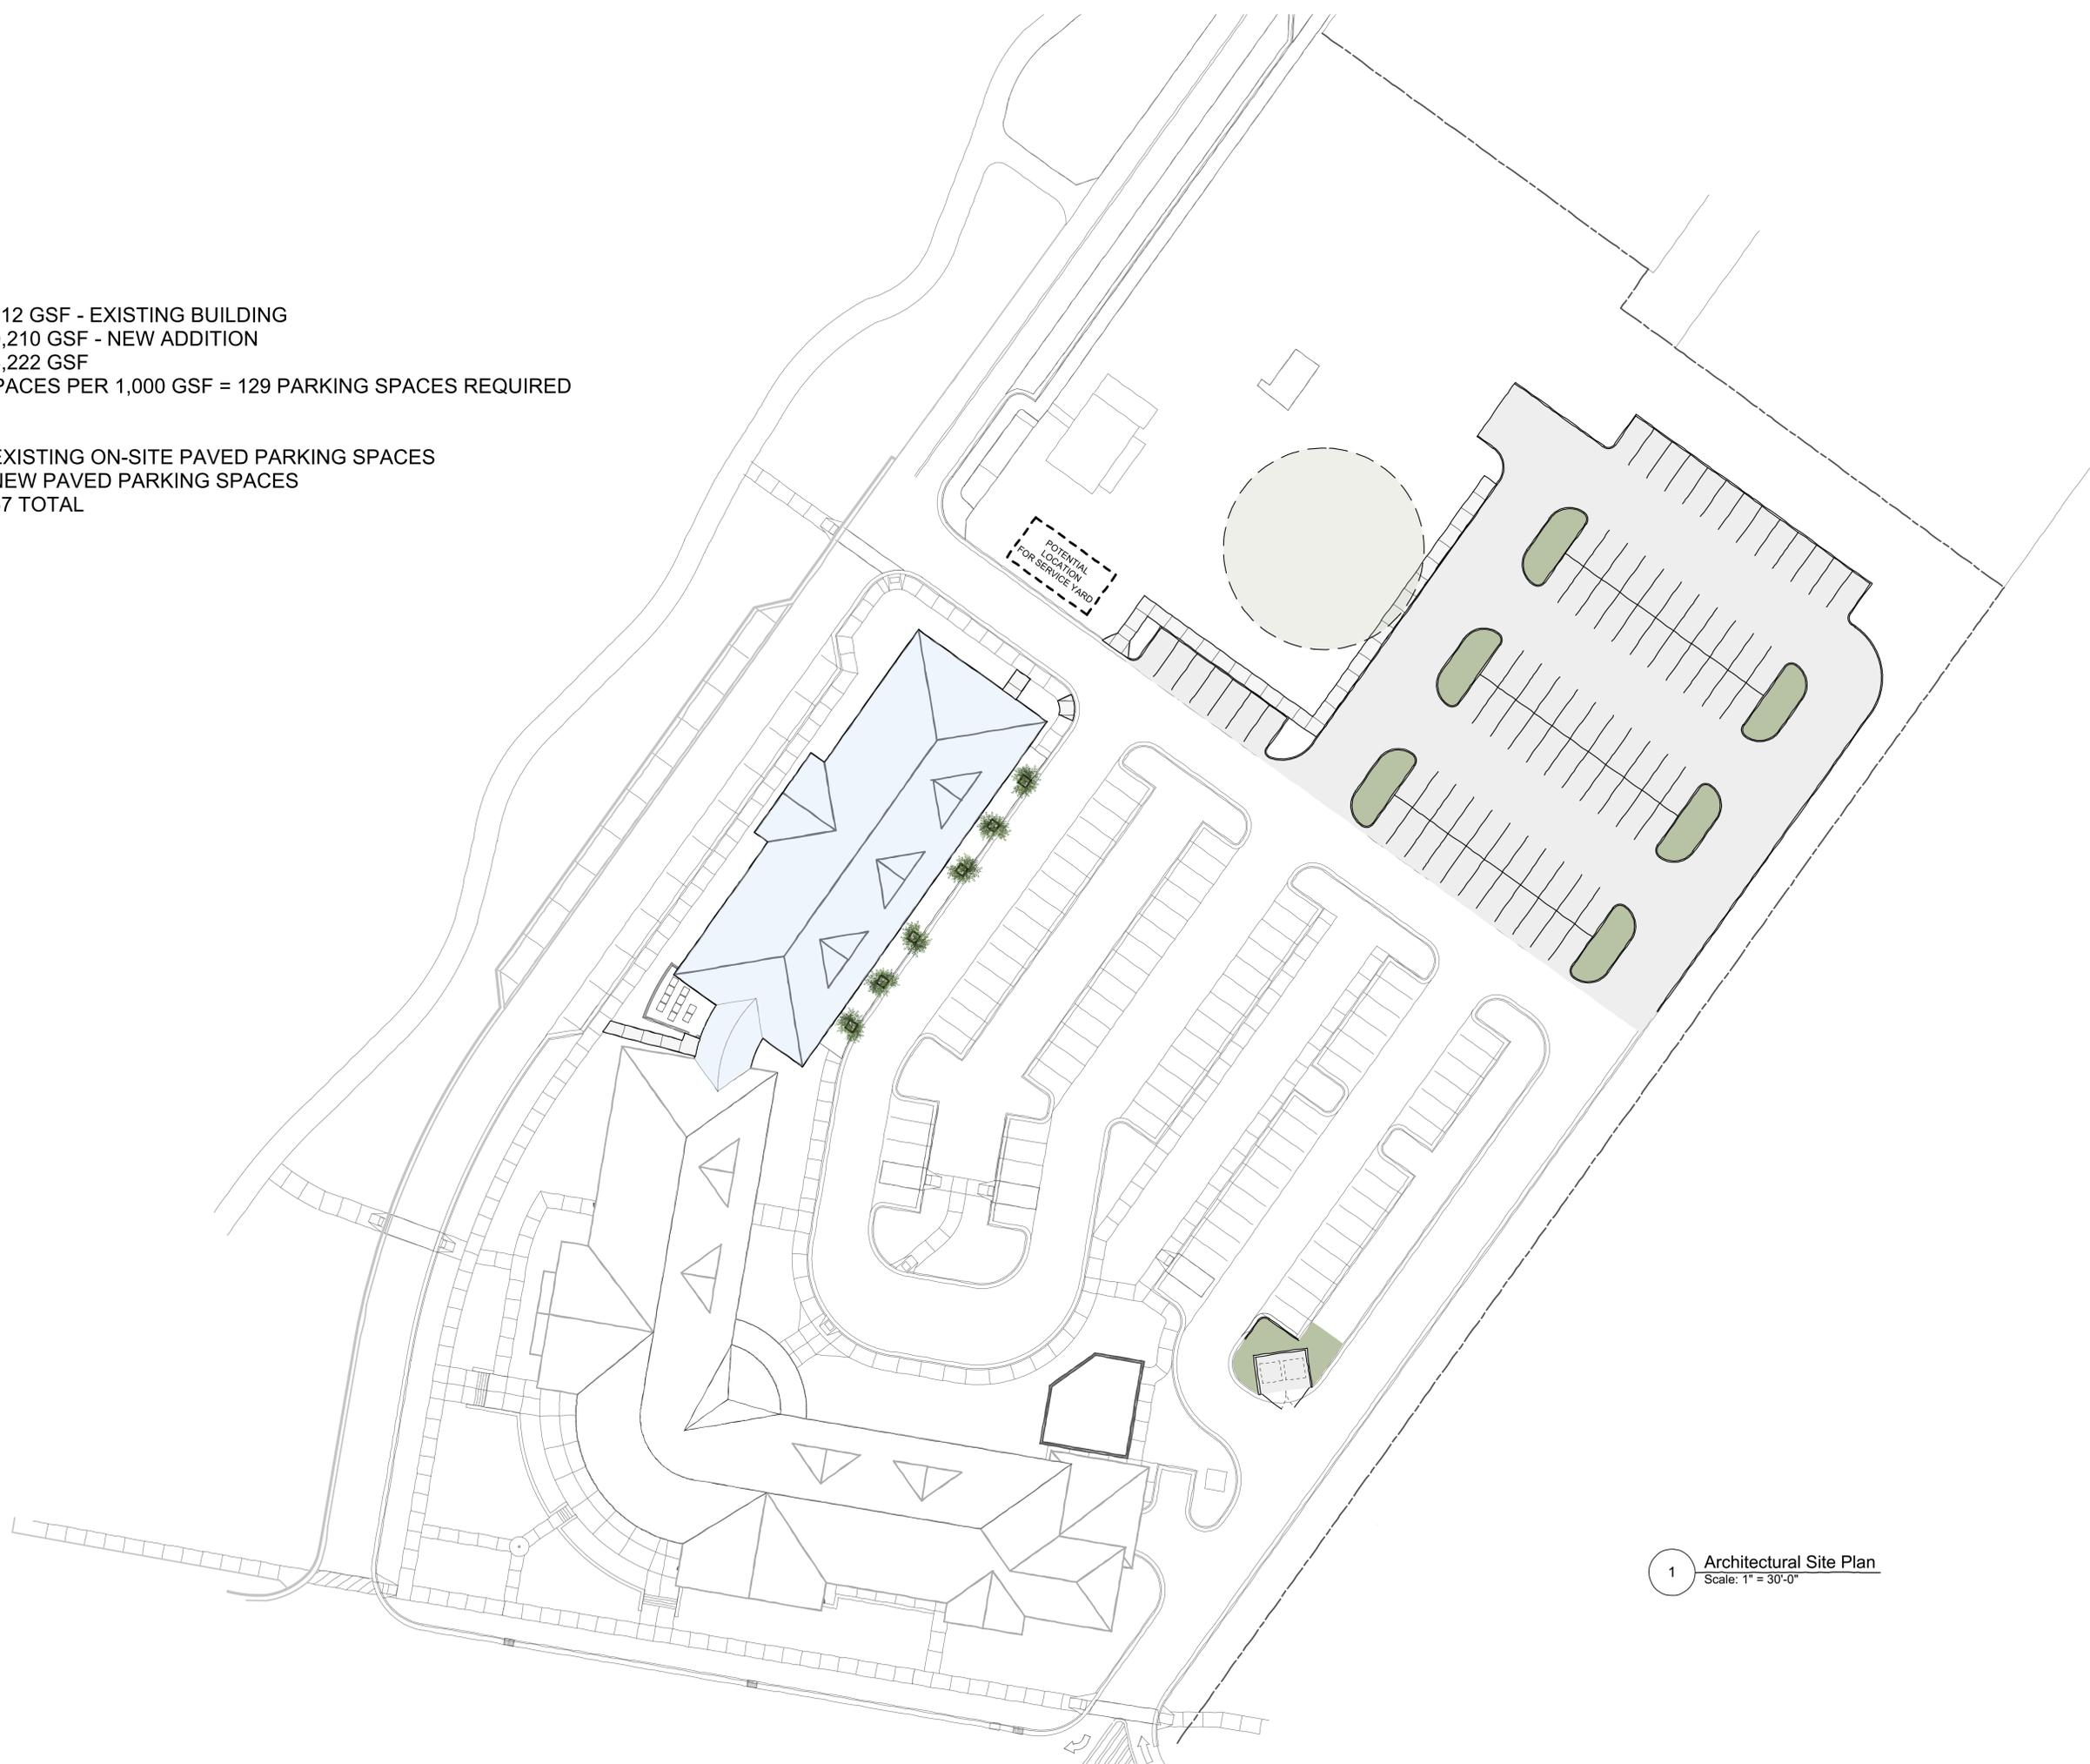 12 GSF - EXISTING BUILDING
,210 GSF - NEW ADDITION
,222 GSF
PACES PER 1,000 GSF = 129 PARKING SPACES REQUIRED
EXISTING ON-SITE PAVED PARKING SPACES
NEW PAVED PARKING SPACES
7 TOTAL
POTENTIAL
LOCATION
FOR SERVICE YARD
1
Architectural Site Plan
Scale: 1" = 30'-0"